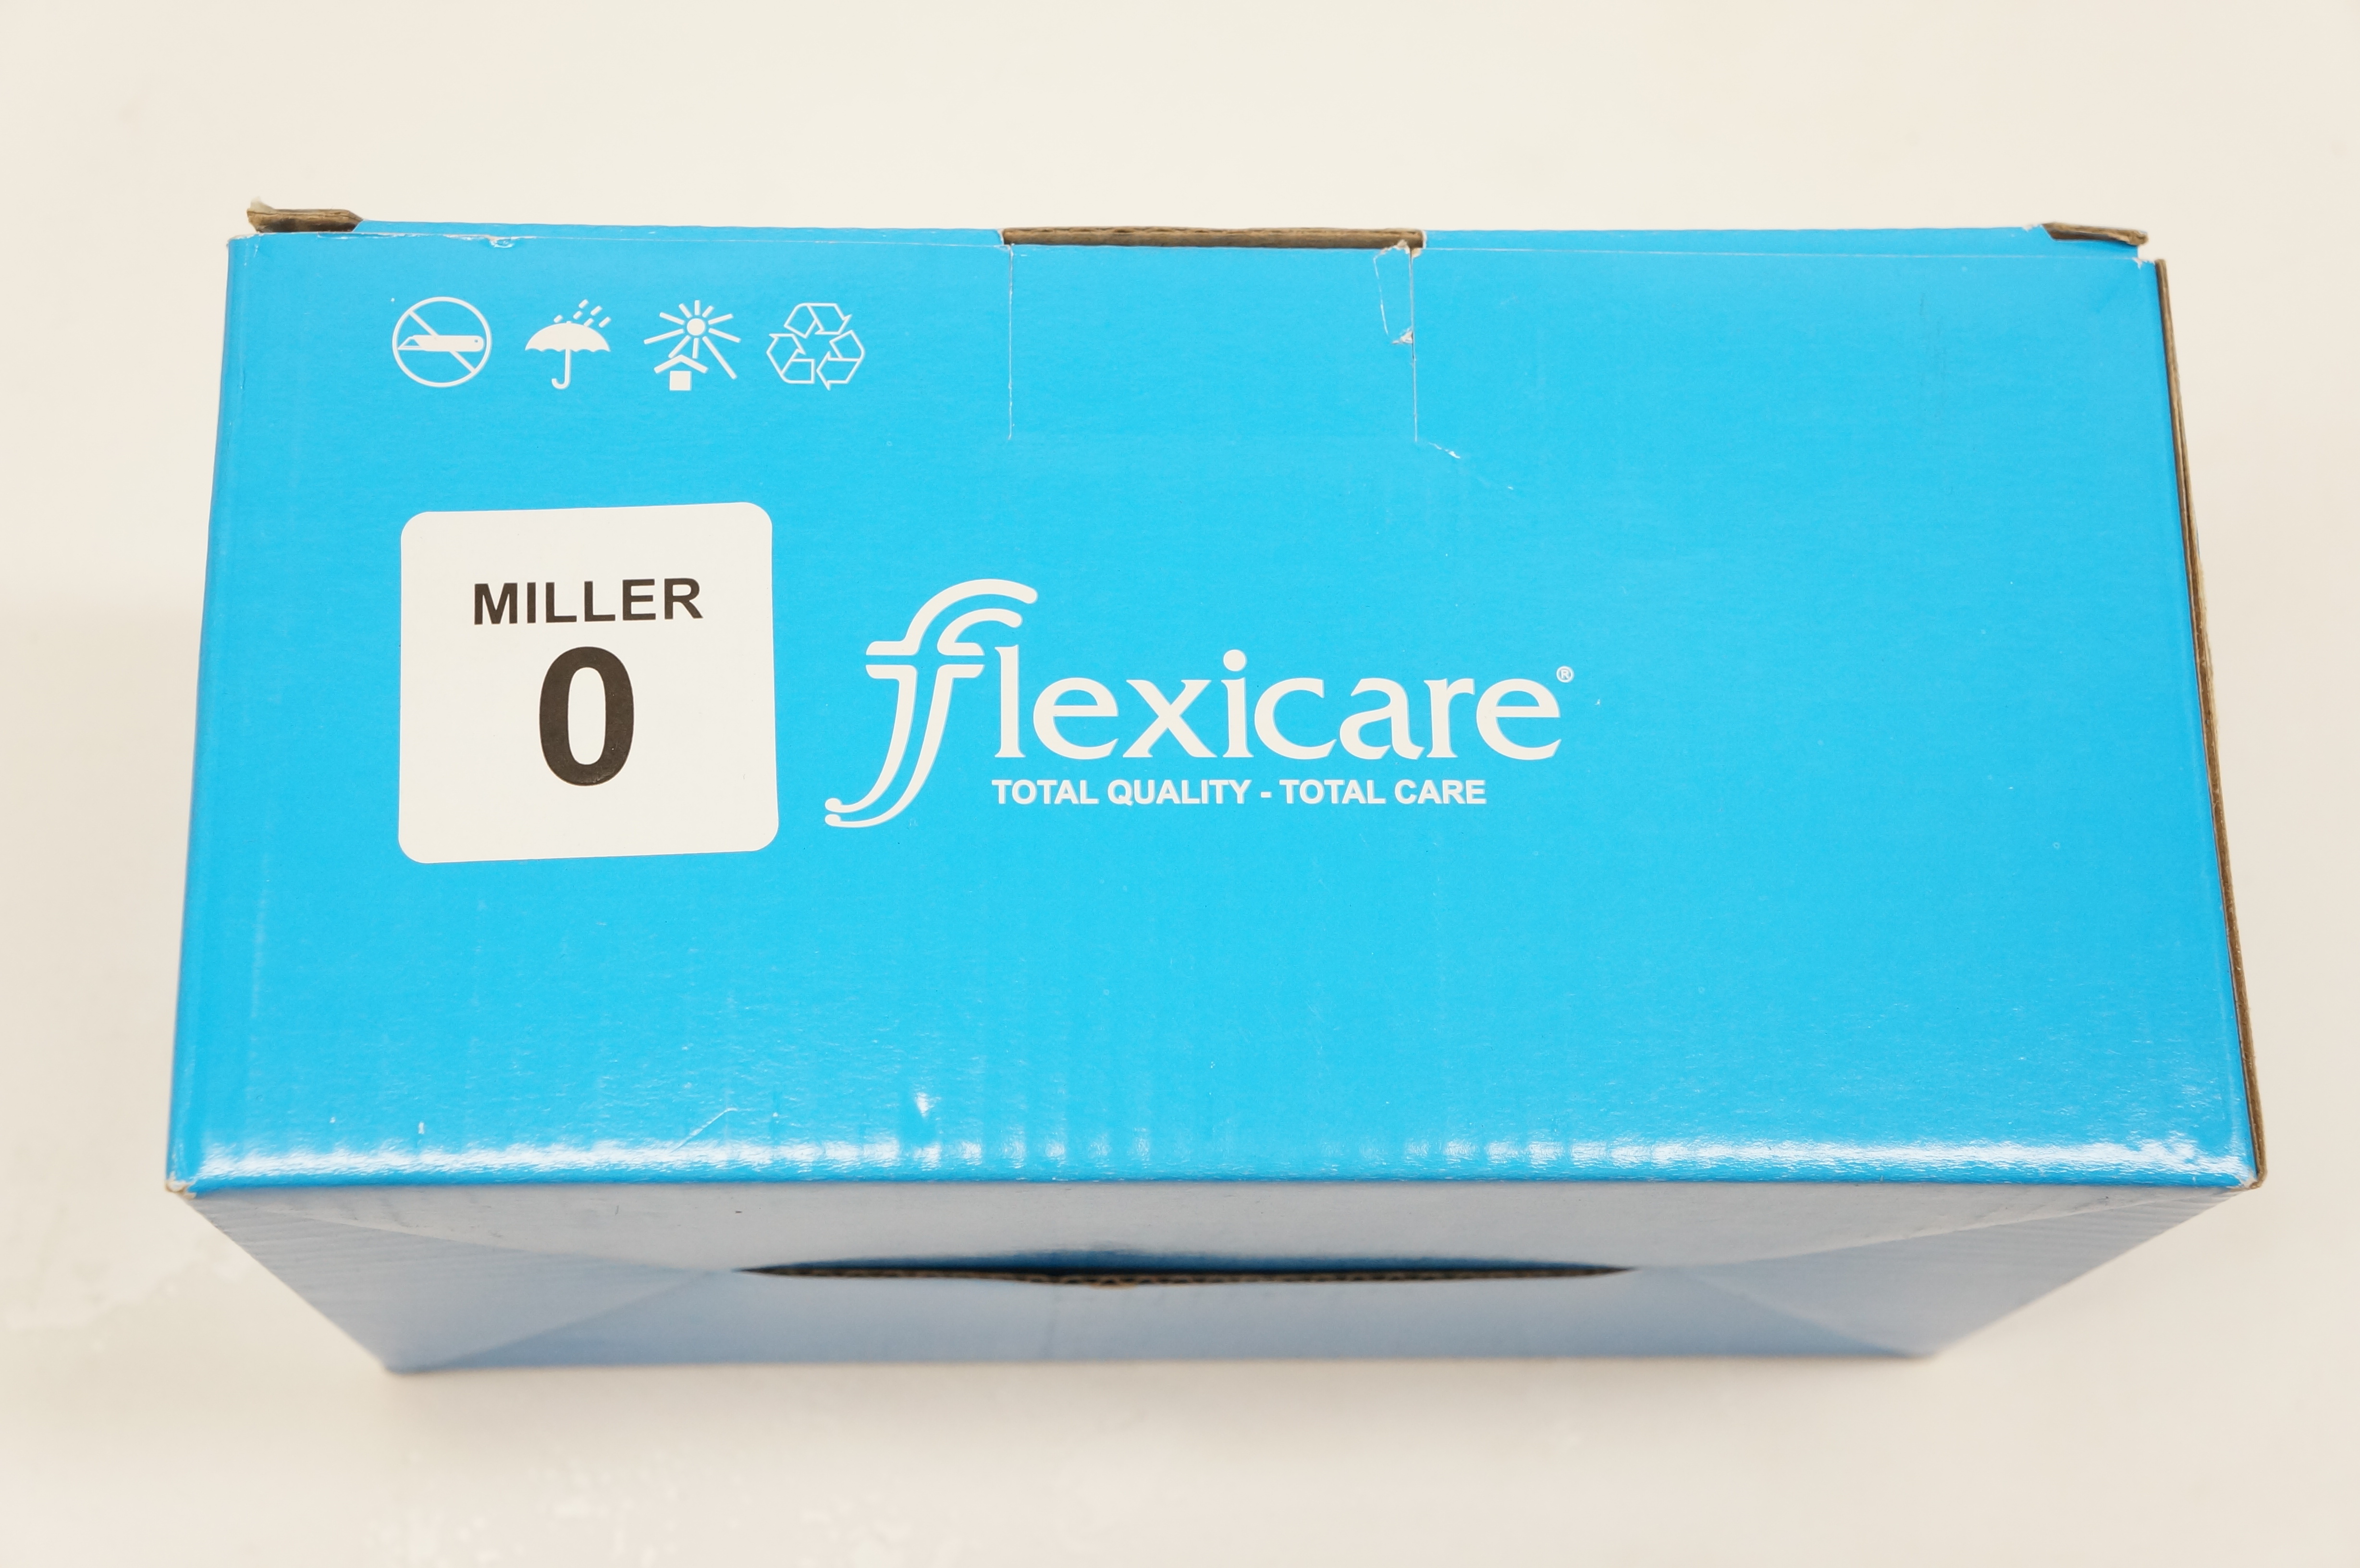 MILLER
0
flexicare®
TOTAL QUALITY - TOTAL CARE